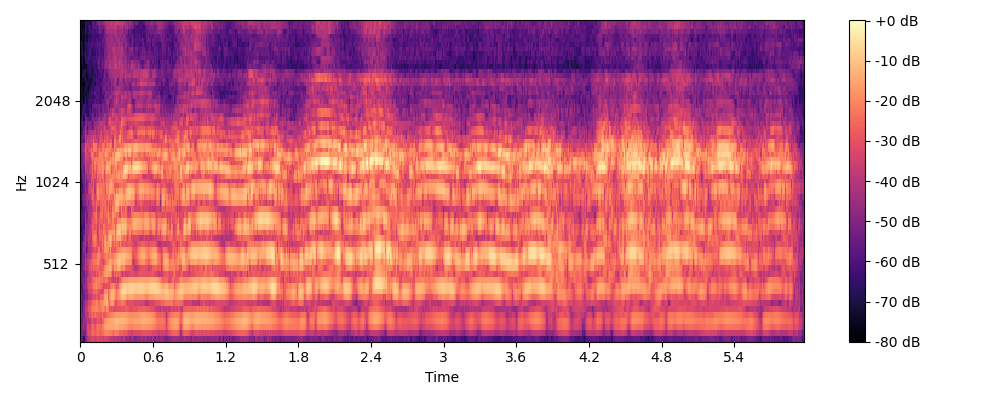 +0 dB
-10 dB
2048
-20 dB
-30 dB
Hz
1024
-40 dB
-50 dB
512
-60 dB
-70 dB
-80 dB
0 0.6 1.2 1.8 2.4 3 3.6 4.2 4.8 5.4
Time